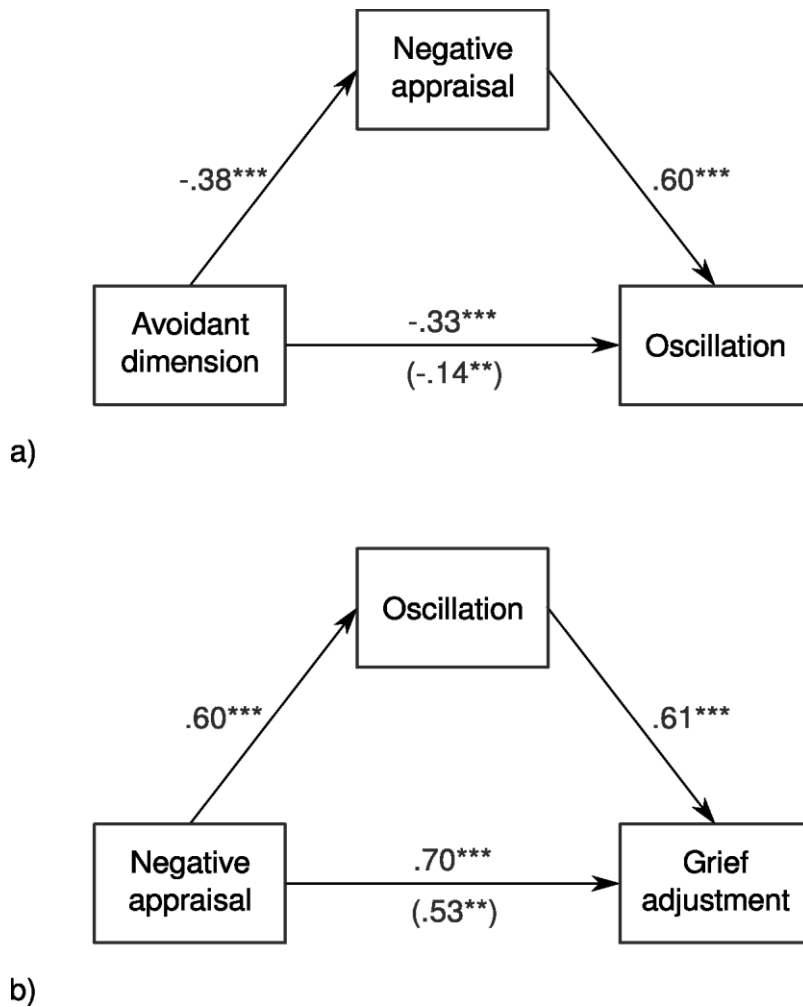 Negative
appraisal
-.38***
.60***
Avoidant
dimension
-.33***
(-.14**)
Oscillation
a)
Oscillation
.60***
.61***
Negative
appraisal
.70***
(.53**)
Grief
adjustment
b)